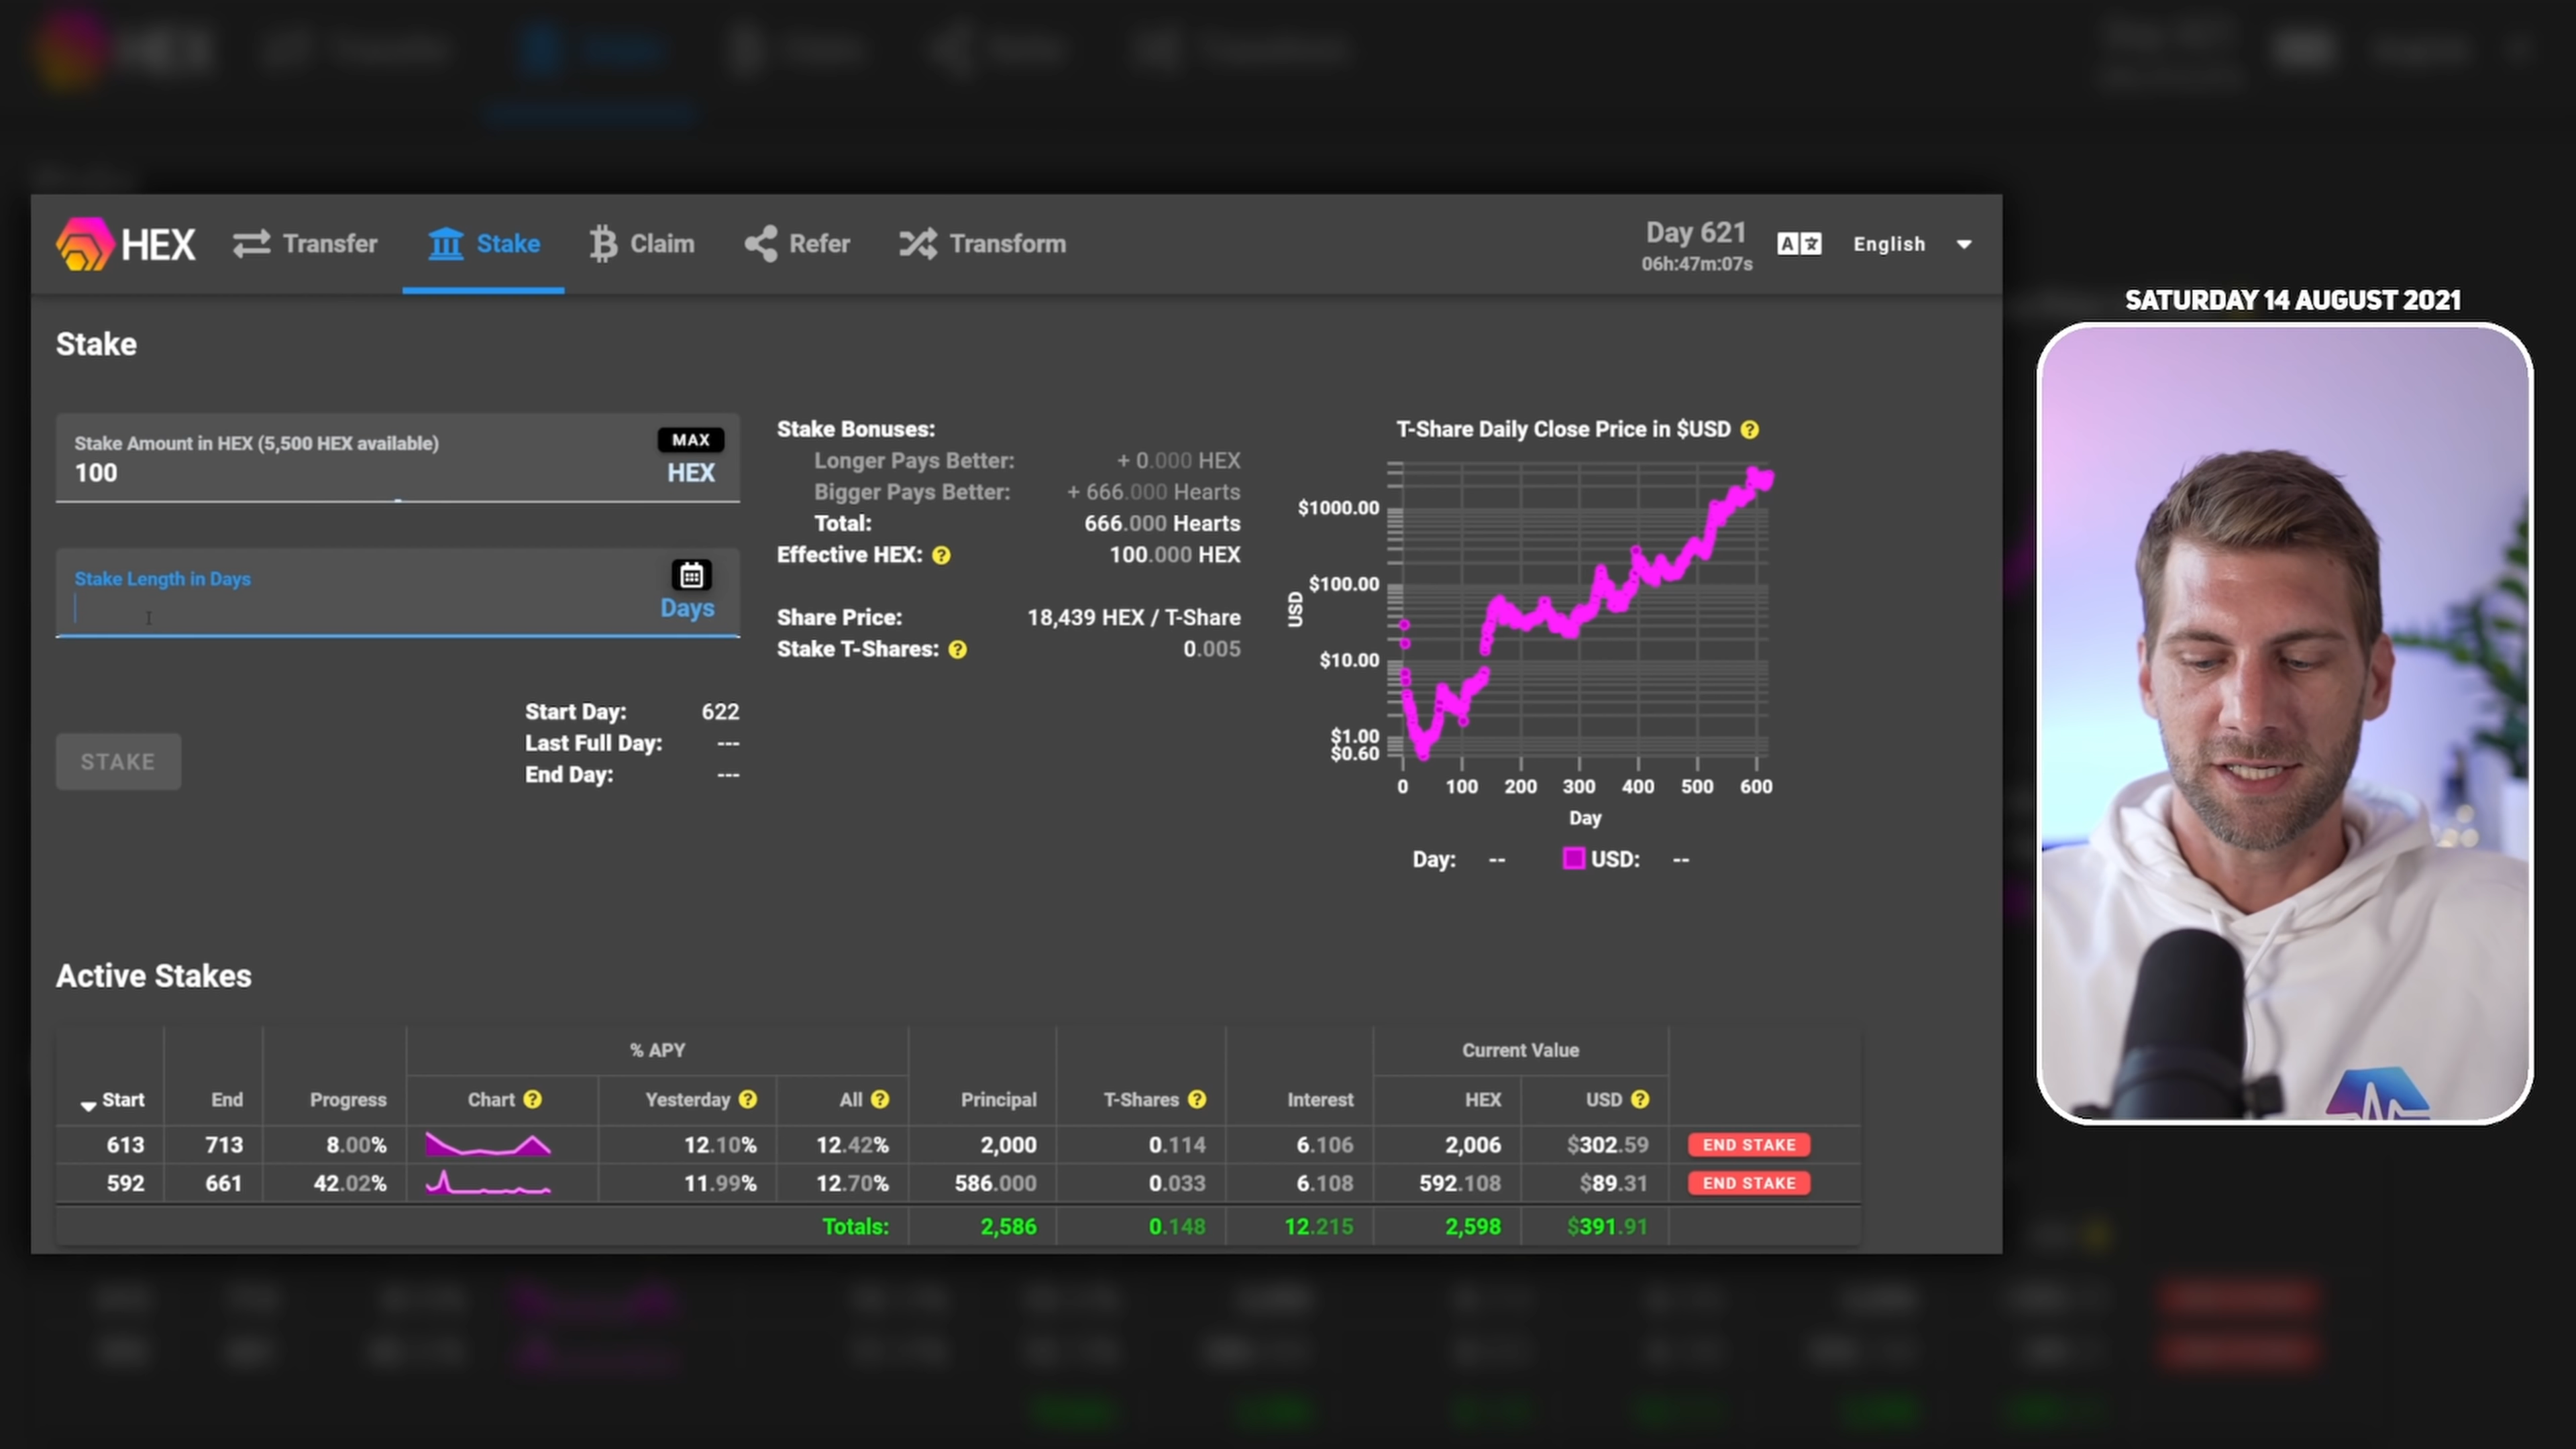 HEX Transfer Stake Claim Refer Transform Day 621 English
06h:47m:07s
SATURDAY 14 AUGUST 2021
Stake
Stake Amount in HEX (5,500 HEX available) MAX
100 HEX
Stake Length in Days
Days
STAKE
Start Day: 622
Last Full Day: ---
End Day: ---
Stake Bonuses:
Longer Pays Better: + 0.000 HEX
Bigger Pays Better: + 666.000 Hearts
Total: 666.000 Hearts
Effective HEX: ? 100.000 HEX
Share Price: 18,439 HEX / T-Share
Stake T-Shares: ? 0.005
T-Share Daily Close Price in $USD ?
USD
$1000.00
$100.00
$10.00
$1.00
$0.60
0 100 200 300 400 500 600
Day
Day: -- USD: --
Active Stakes
% APY Current Value
Start End Progress Chart ? Yesterday ? All ? Principal T-Shares ? Interest HEX USD ?
613 713 8.00% 12.10% 12.42% 2,000 0.114 6.106 2,006 $302.59 END STAKE
592 661 42.02% 11.99% 12.70% 586.000 0.033 6.108 592.108 $89.31 END STAKE
Totals: 2,586 0.148 12.215 2,598 $391.91